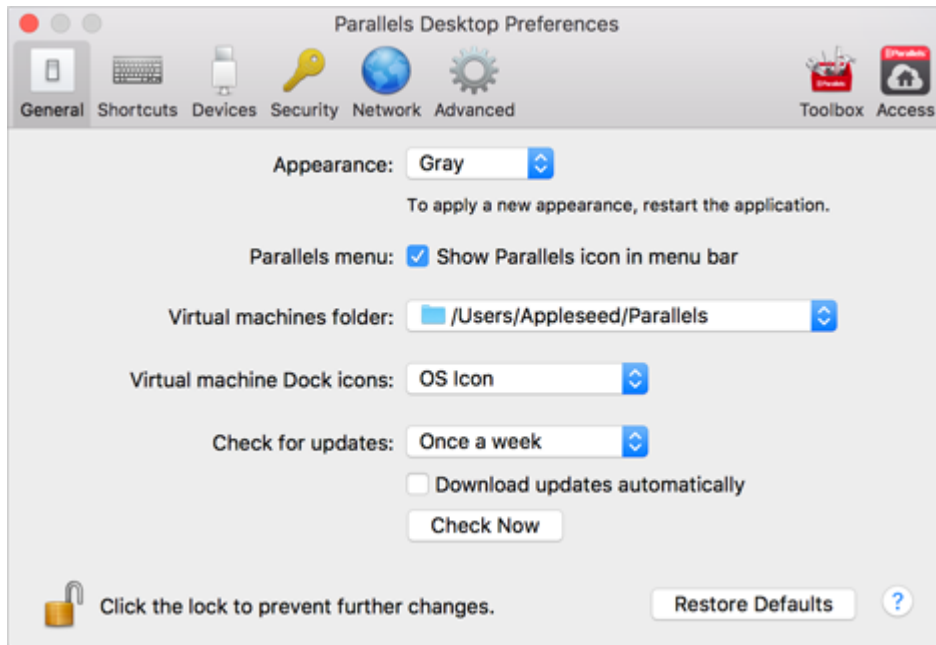 Parallels Desktop Preferences
General Shortcuts Devices Security Network Advanced Toolbox Access
Appearance: Gray
To apply a new appearance, restart the application.
Parallels menu: Show Parallels icon in menu bar
Virtual machines folder: /Users/Appleseed/Parallels
Virtual machine Dock icons: OS Icon
Check for updates: Once a week
Download updates automatically
Check Now
Click the lock to prevent further changes. Restore Defaults ?